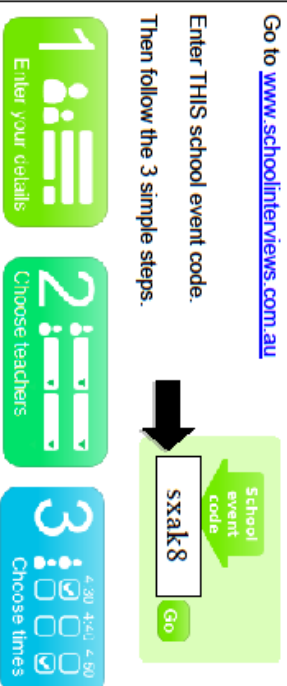 Go to www.schoolinterviews.com.au
Enter THIS school event code.
Then follow the 3 simple steps.
School
event
code
sxak8
Go
1
Enter your details
2
Choose teachers
3
4:30 4:40 4:50
Choose times